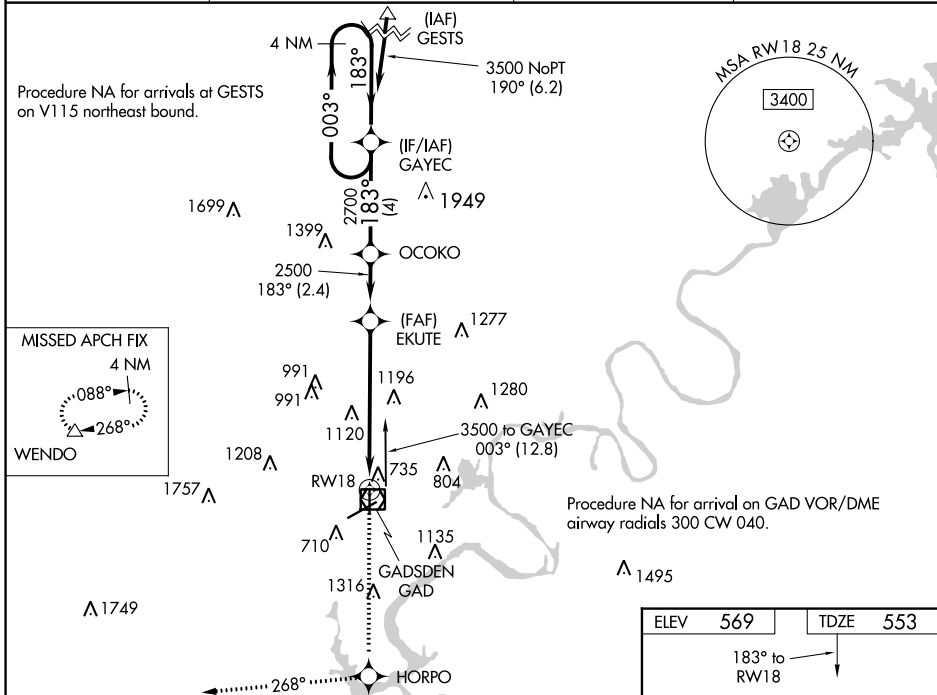 (IAF)
GESTS
4 NM
183°
3500 NoPT
190° (6.2)
MSA RW18 25 NM
3400
Procedure NA for arrivals at GESTS
on V115 northeast bound.
003°
(IF/IAF)
GAYEC
2700
183°
(4)
1949
1699
1399
OCOKO
2500
183° (2.4)
(FAF)
EKUTE
1277
MISSED APCH FIX
4 NM
088°
268°
WENDO
991
991
1196
1280
1120
3500 to GAYEC
003° (12.8)
1208
RW18
735
804
1757
Procedure NA for arrival on GAD VOR/DME
airway radials 300 CW 040.
710
1135
GADSDEN
GAD
1316
1495
1749
ELEV 569
TDZE 553
183° to
RW18
268°
HORPO